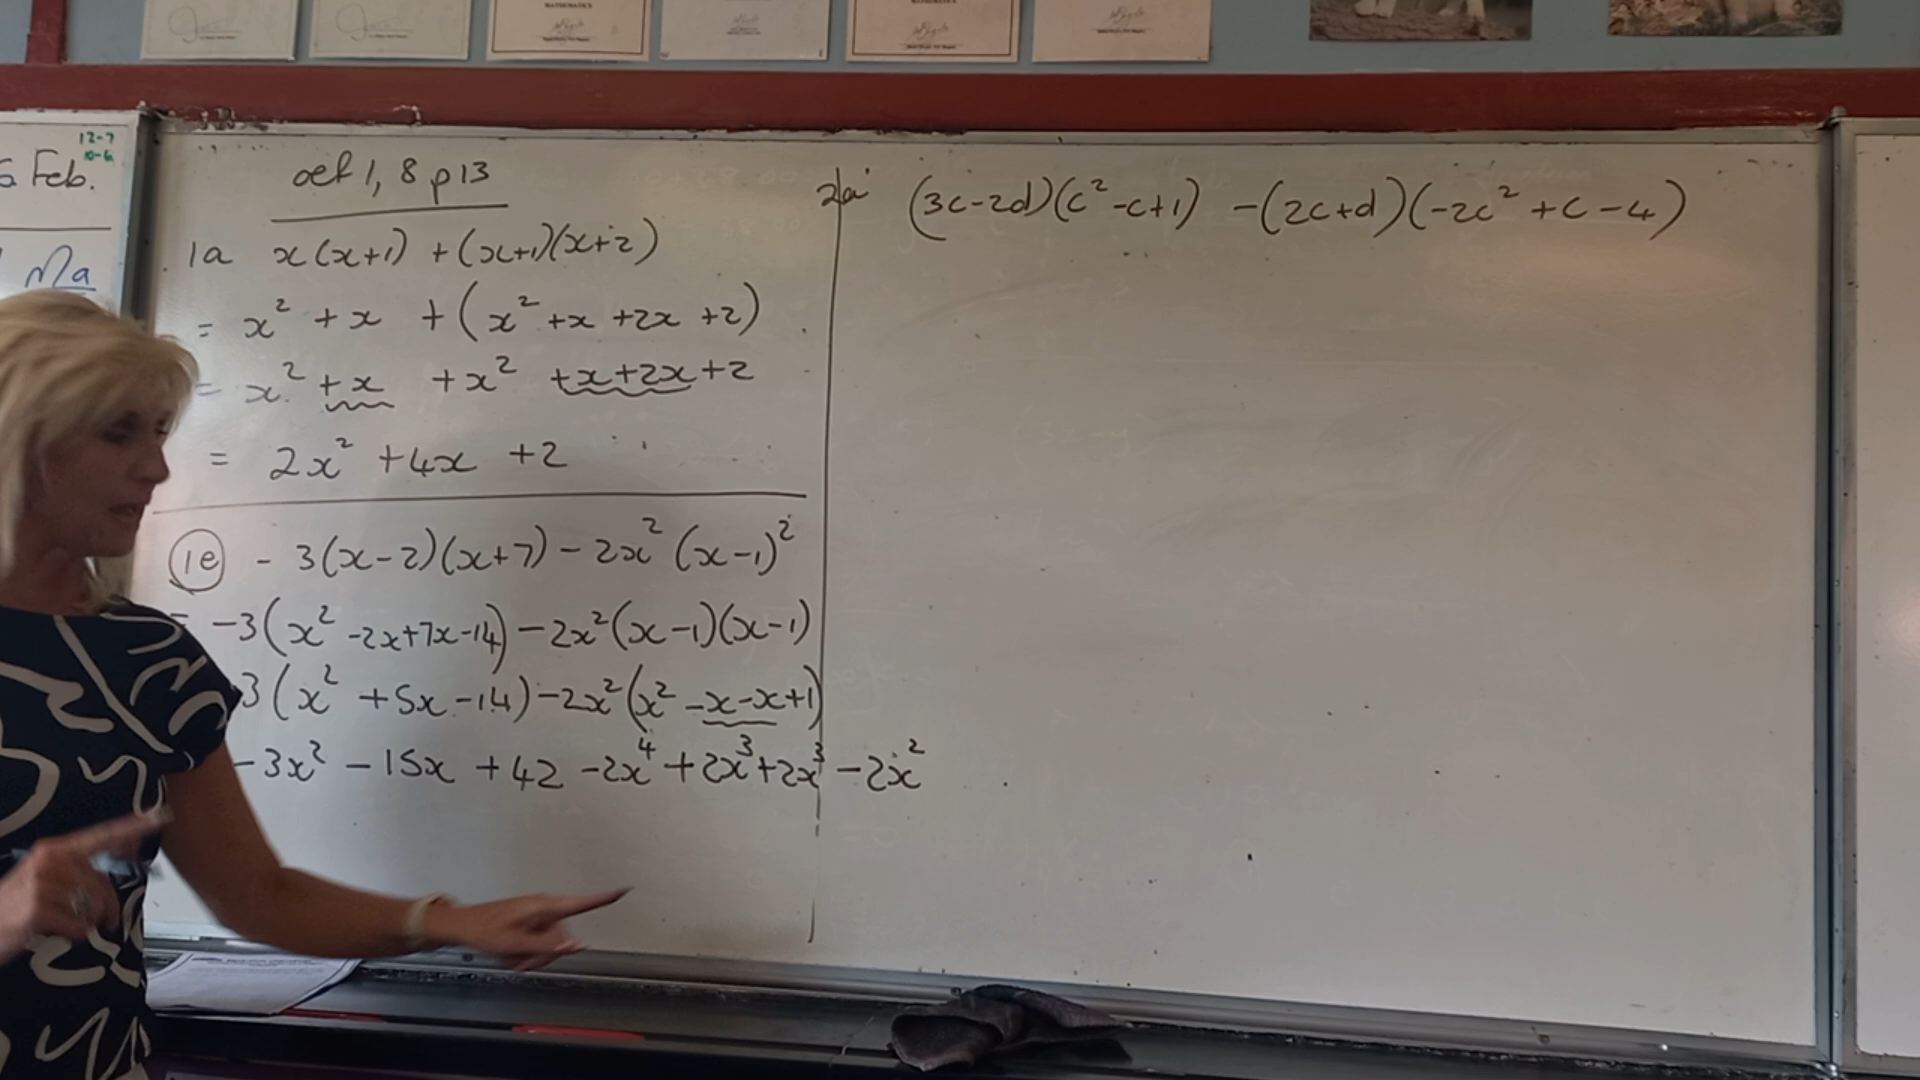 MATHEMATICS
MATHEMATICS
12-7
10-6
Feb.
Ma
oef 1, 8 p13
1a x(x+1) + (x+1)(x+2)
= x² + x + (x² +x +2x +2)
= x² + x + x² + x + 2x + 2
= 2x² + 4x + 2
1e - 3(x-2)(x+7) - 2x² (x-1)²
= -3(x² -2x+7x-14) - 2x²(x-1)(x-1)
3(x² +5x-14) -2x²(x² -x-x+1)
-3x² - 15x + 42 -2x⁴ +2x³+2x³ -2x²
2a (3c-2d)(c²-c+1) -(2c+d)(-2c² +c-4)